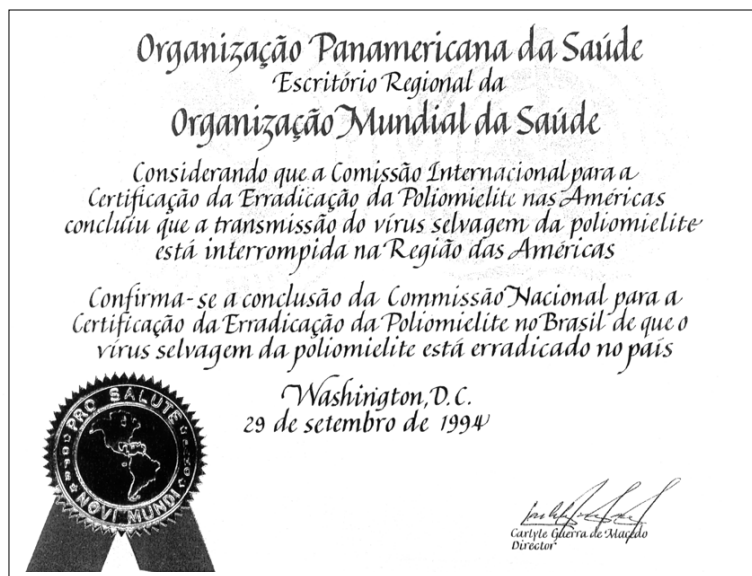 Organização Panamericana da Saúde
Escritório Regional da
Organização Mundial da Saúde
Considerando que a Comissão Internacional para a
Certificação da Erradicação da Poliomielite nas Américas
concluiu que a transmissão do vírus selvagem da poliomielite
está interrompida na Região das Américas
Confirma-se a conclusão da Commissão Nacional para a
Certificação da Erradicação da Poliomielite no Brasil de que o
vírus selvagem da poliomielite está erradicado no país
Washington, D.C.
29 de setembro de 1994
PRO SALUTE
NOVI MUNDI
Carlyle Guerra de Macedo
Director